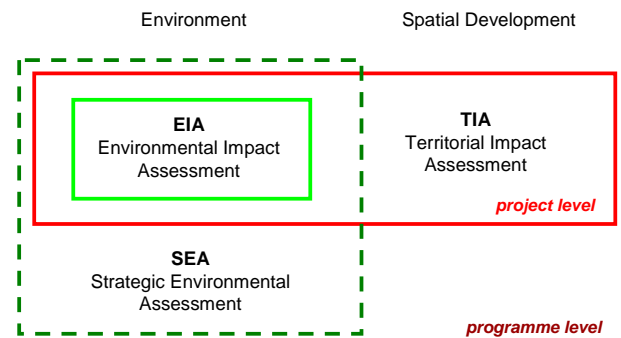 Environment
Spatial Development
EIA
Environmental Impact
Assessment
TIA
Territorial Impact
Assessment
project level
SEA
Strategic Environmental
Assessment
programme level